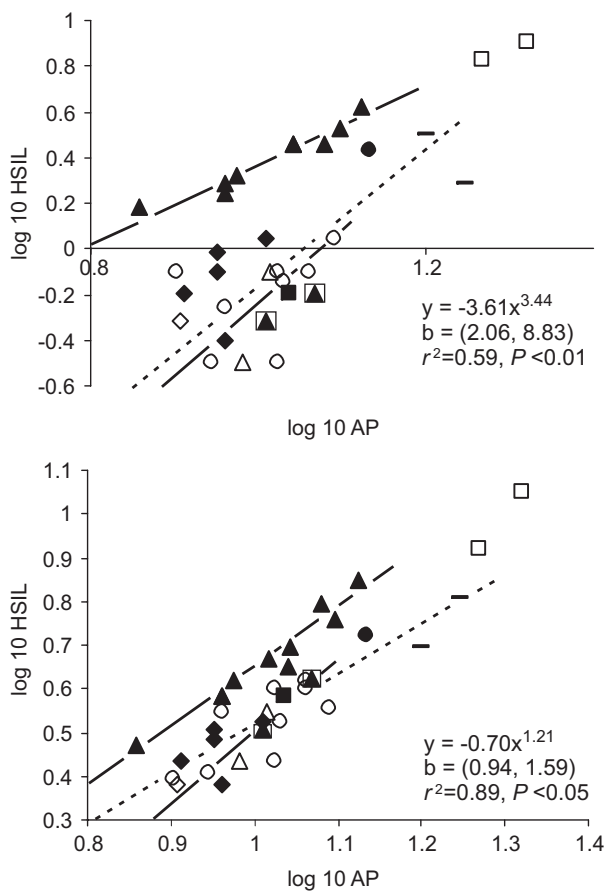 1
0.8
0.6
0.4
0.2
0
-0.2
-0.4
-0.6
log 10 HSIL
0.8
1.2
y = -3.61x^3.44
b = (2.06, 8.83)
r²=0.59, P <0.01
log 10 AP
1.1
1
0.9
0.8
0.7
0.6
0.5
0.4
0.3
log 10 HSIL
y = -0.70x^1.21
b = (0.94, 1.59)
r²=0.89, P <0.05
0.8 0.9 1 1.1 1.2 1.3 1.4
log 10 AP